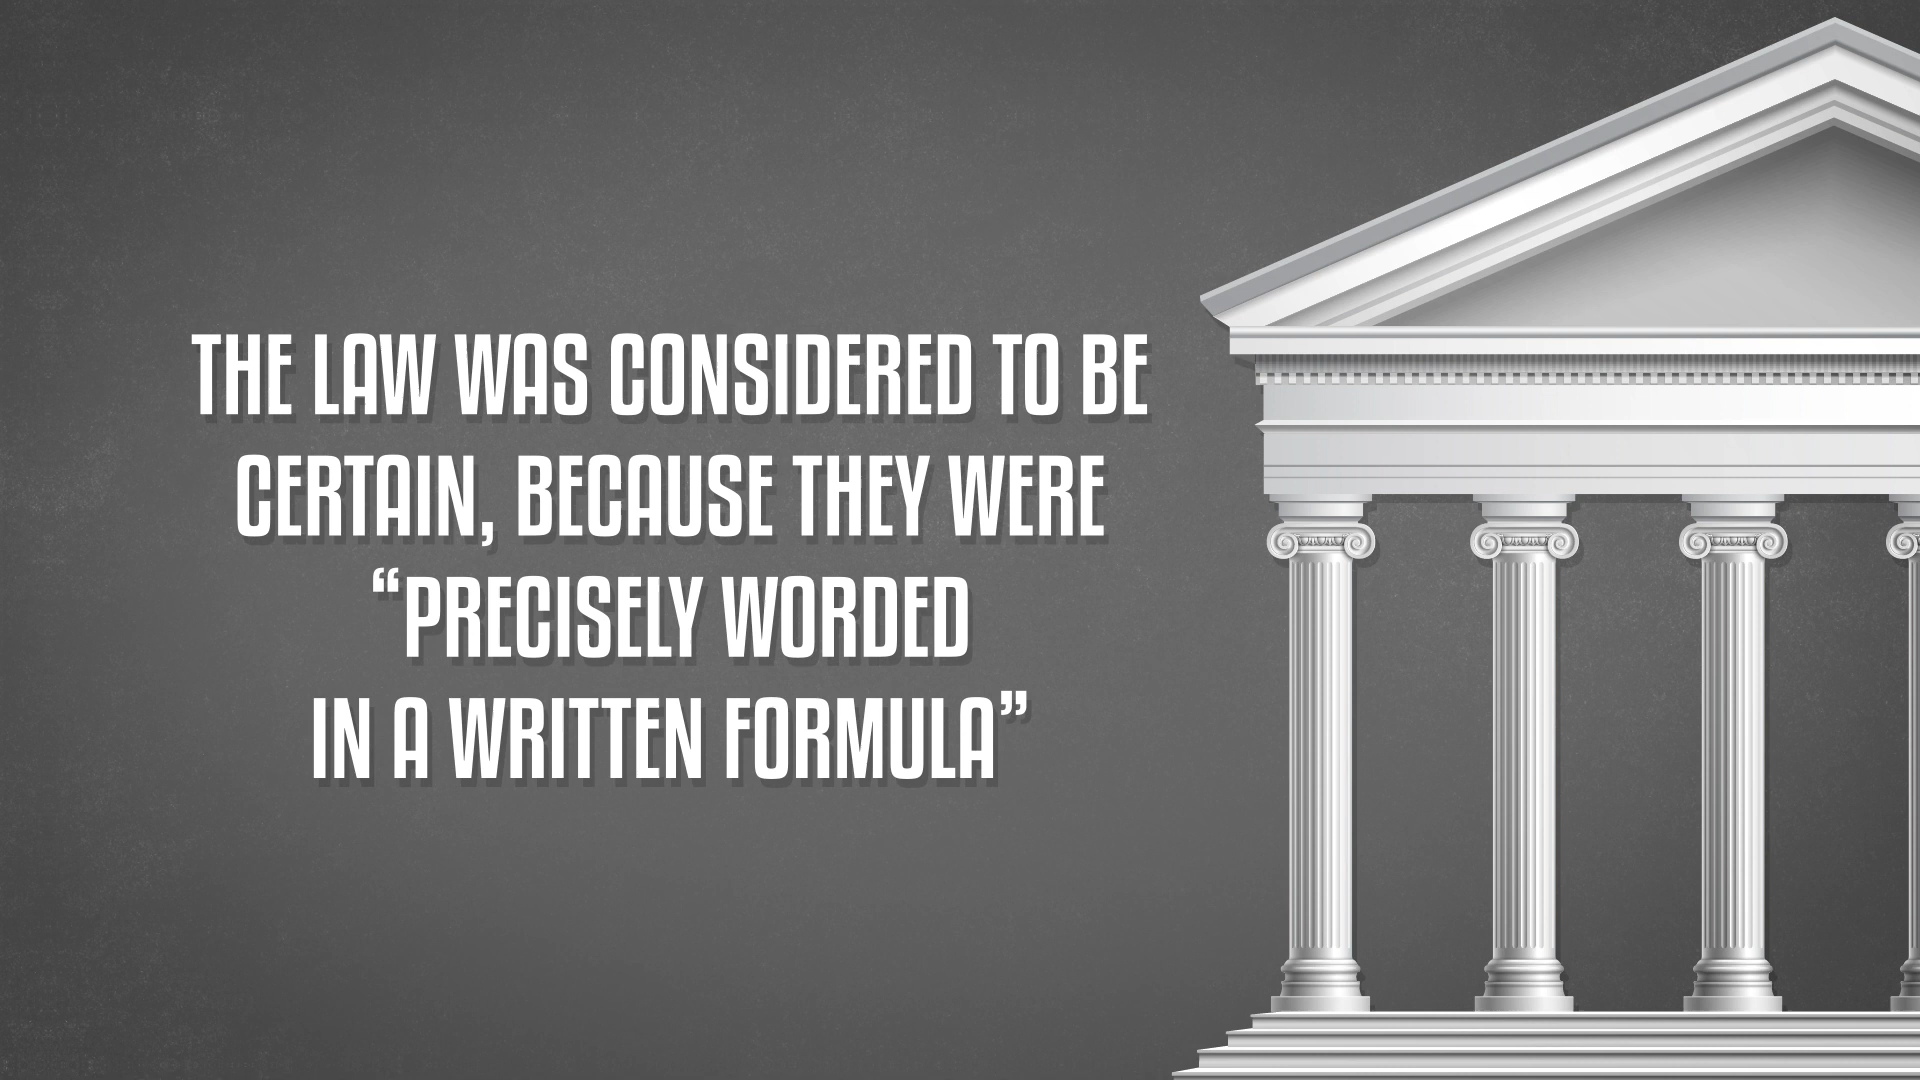 THE LAW WAS CONSIDERED TO BE
CERTAIN, BECAUSE THEY WERE
“PRECISELY WORDED
IN A WRITTEN FORMULA”